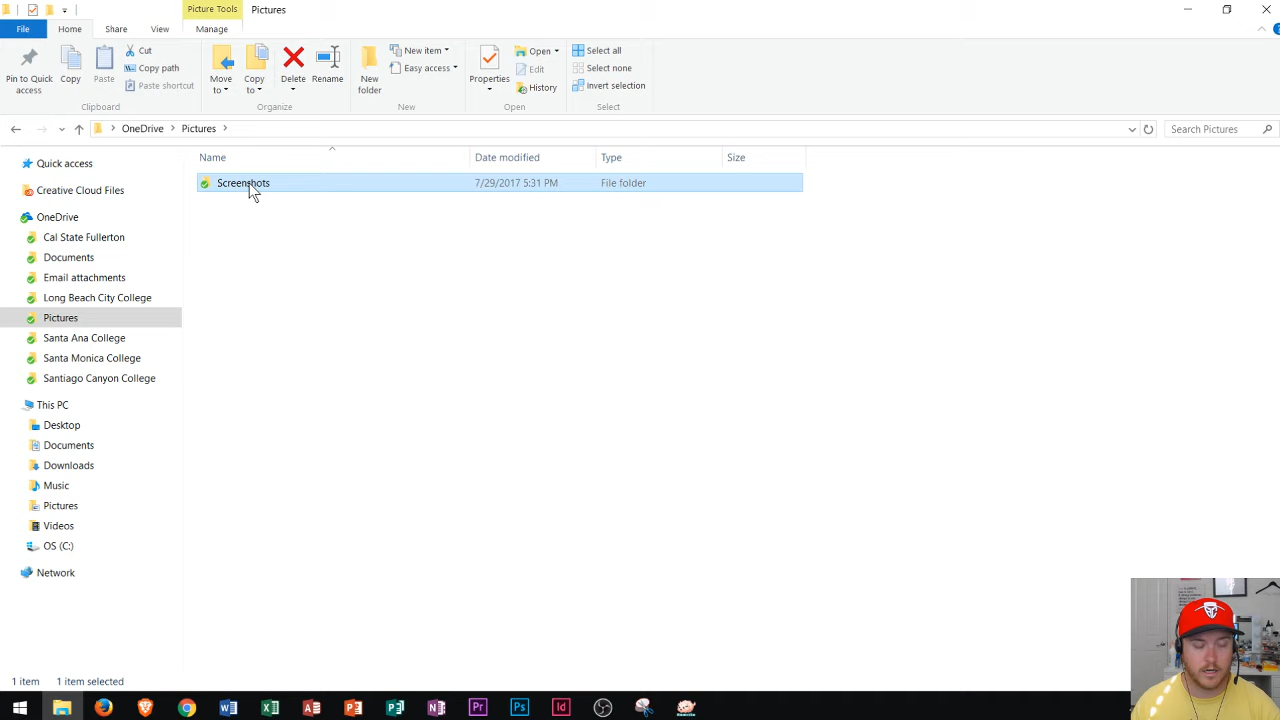 Picture Tools
Pictures
File
Home
Share
View
Manage
Pin to Quick access
Copy
Paste
Cut
Copy path
Paste shortcut
Clipboard
Move to
Copy to
Delete
Rename
Organize
New folder
New item
Easy access
New
Properties
Open
Edit
History
Open
Select all
Select none
Invert selection
Select
OneDrive > Pictures >
Search Pictures
Name
Date modified
Type
Size
Screenshots
7/29/2017 5:31 PM
File folder
Quick access
Creative Cloud Files
OneDrive
Cal State Fullerton
Documents
Email attachments
Long Beach City College
Pictures
Santa Ana College
Santa Monica College
Santiago Canyon College
This PC
Desktop
Documents
Downloads
Music
Pictures
Videos
OS (C:)
Network
1 item
1 item selected
Pr
Ps
Id